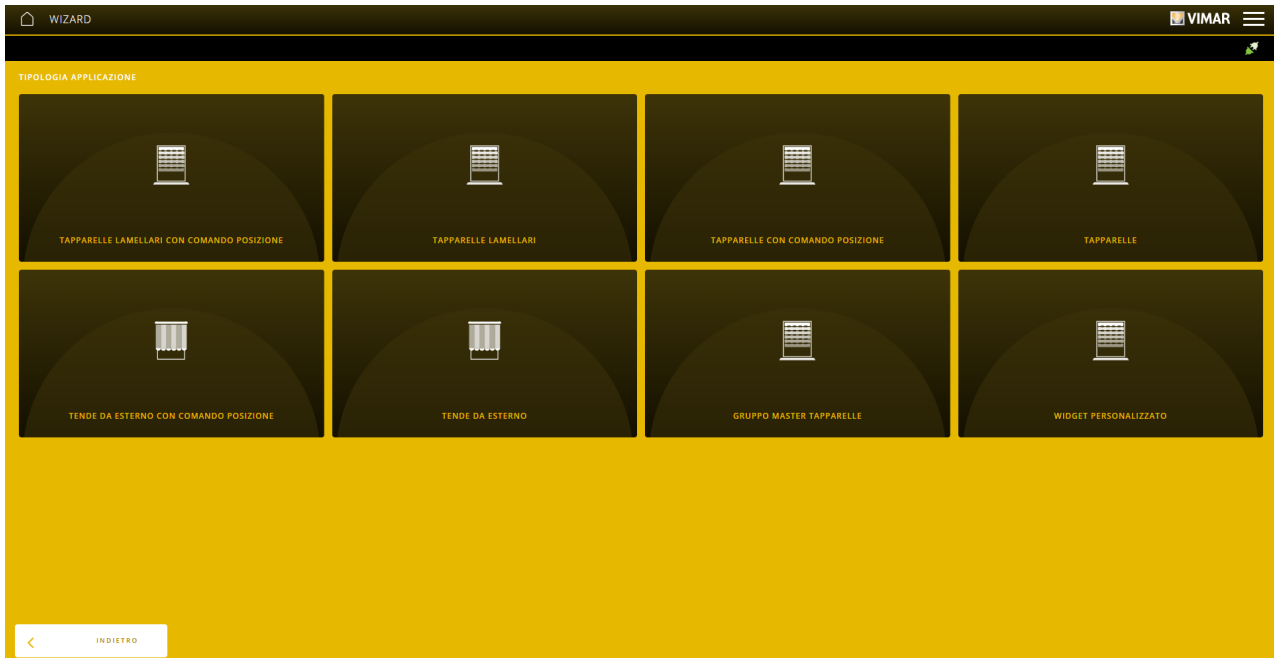 WIZARD
VIMAR
TIPOLOGIA APPLICAZIONE
TAPPARELLE LAMELLARI CON COMANDO POSIZIONE
TAPPARELLE LAMELLARI
TAPPARELLE CON COMANDO POSIZIONE
TAPPARELLE
TENDE DA ESTERNO CON COMANDO POSIZIONE
TENDE DA ESTERNO
GRUPPO MASTER TAPPARELLE
WIDGET PERSONALIZZATO
INDIETRO